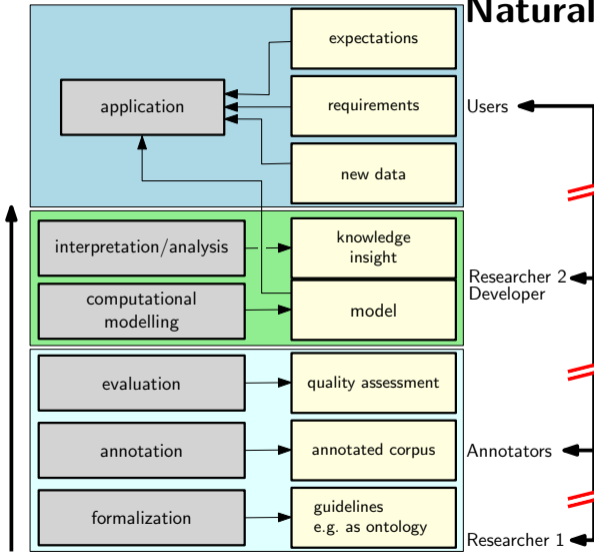 Natural
expectations
application
requirements
Users
new data
interpretation/analysis
knowledge
insight
Researcher 2
Developer
computational
modelling
model
evaluation
quality assessment
annotation
annotated corpus
Annotators
formalization
guidelines
e.g. as ontology
Researcher 1